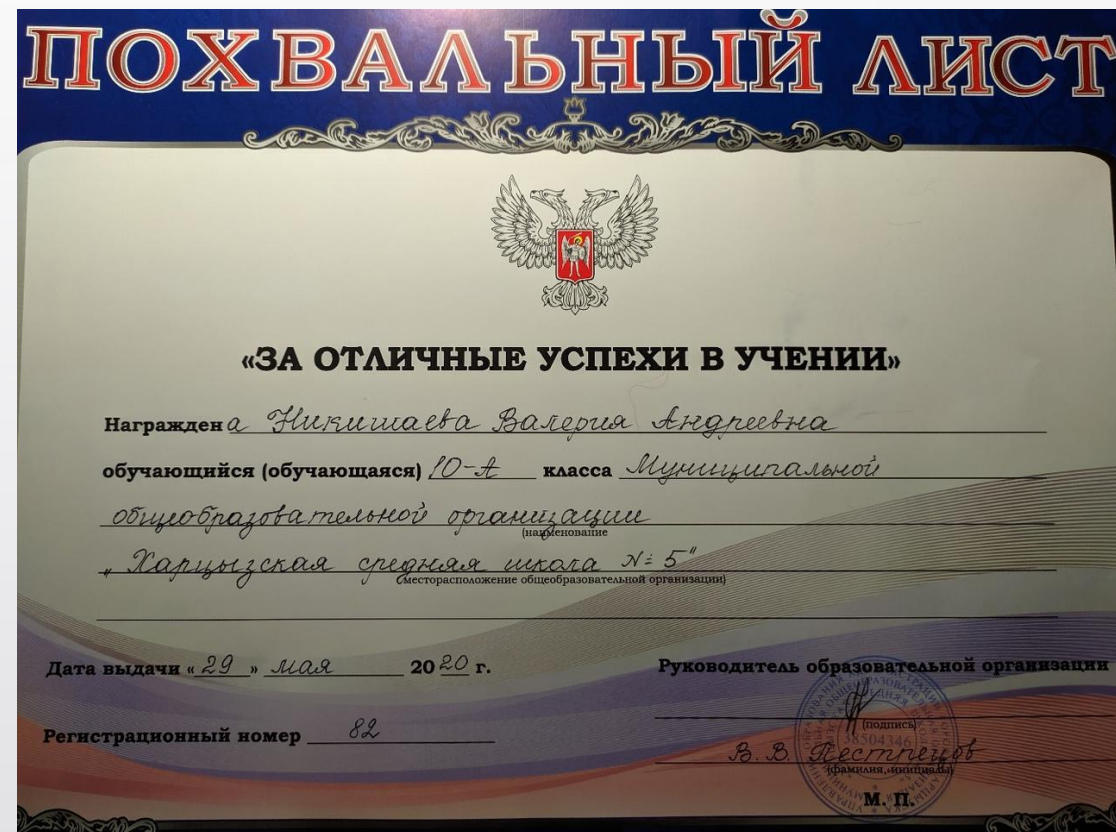 ПОХВАЛЬНЫЙ ЛИСТ
«ЗА ОТЛИЧНЫЕ УСПЕХИ В УЧЕНИИ»
Награждена Никишаева Валерия Андреевна
обучающийся (обучающаяся) 10-А класса Муниципальной
общеобразовательной организации
(наименование
"Харцызская средняя школа № 5"
(месторасположение общеобразовательной организации)
Дата выдачи « 29 » мая 2020 г.
Руководитель образовательной организации
(подпись)
Регистрационный номер 82
В. В. Пестрецов
(фамилия, инициалы)
М. П.